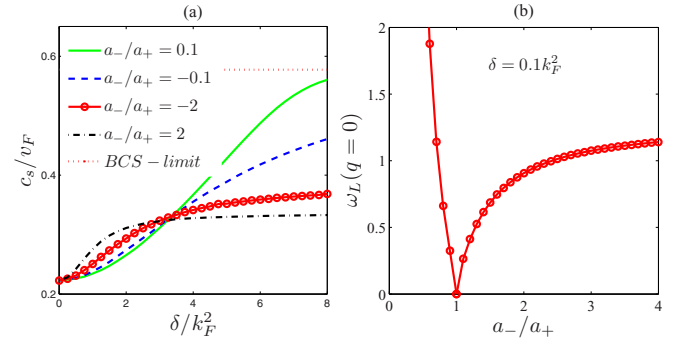 (a)
c_s/v_F
0.6
0.4
0.2
a_−/a_+ = 0.1
a_−/a_+ = −0.1
a_−/a_+ = −2
a_−/a_+ = 2
BCS − limit
0 2 4 6 8
δ/k_F^2
(b)
ω_L(q = 0)
2
1.5
1
0.5
0
δ = 0.1k_F^2
0 1 2 3 4
a_−/a_+